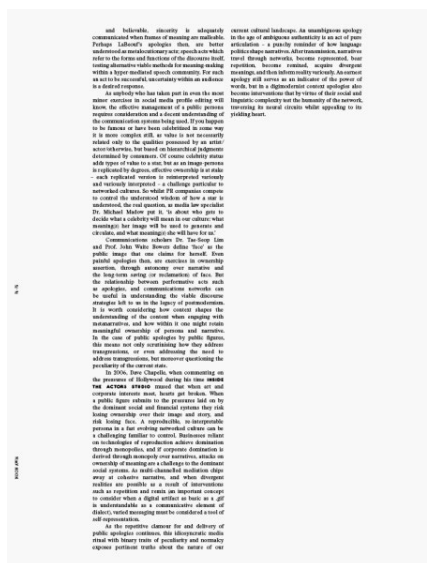 and believable, sincerity is adequately
communicated when frames of meaning are malleable.
Perhaps LaBeouf's apologies then, are better
understood as metalocutionary acts; speech acts which
refer to the forms and functions of the discourse itself,
testing alternative viable methods for meaning-making
within a hyper-mediated speech community. For such
an act to be successful, uncertainty within an audience
is a desired response.
As anybody who has taken part in even the most
minor exercises in social media profile editing will
know, the effective management of a public persona
requires consideration and a decent understanding of
the communication systems being used. If you happen
to be famous or have been celebritised in some way
it is more complex still, as value is not necessarily
related only to the qualities possessed by an artist/
actor/otherwise, but based on hierarchical judgments
determined by consumers. Of course celebrity status
adds types of value to a star, but as an image-persona
is replicated by degrees, effective ownership is at stake
– each replicated version is reinterpreted variously
and variously interpreted – a challenge particular to
networked cultures. So whilst PR companies compete
to control the understood wisdom of how a star is
understood, the real question, as media law specialist
Dr. Michael Madow put it, 'is about who gets to
decide what a celebrity will mean in our culture: what
meaning(s) her image will be used to generate and
circulate, and what meaning(s) she will have for us.'
Communications scholars Dr. Tae-Seop Lim
and Prof. John Waite Bowers define 'face' as the
public image that one claims for herself. Even
painful apologies then, are exercises in ownership
assertion, through autonomy over narrative and
the long-term saving (or reclamation) of face. But
the relationship between performative acts such
as apologies, and communications networks can
be useful in understanding the viable discourse
strategies left to us in the legacy of postmodernism.
It is worth considering how context shapes the
understanding of the content when engaging with
metanarratives, and how within it one might retain
meaningful ownership of persona and narrative.
In the case of public apologies by public figures,
this means not only scrutinising how they address
transgressions, or even addressing the need to
address transgressions, but moreover questioning the
peculiarity of the current state.
In 2006, Dave Chapelle, when commenting on
the pressures of Hollywood during his time INSIDE
THE ACTORS STUDIO mused that when art and
corporate interests meet, hearts get broken. When
a public figure submits to the pressures laid on by
the dominant social and financial systems they risk
losing ownership over their image and story, and
risk losing face. A reproducible, re-interpretable
persona in a fast evolving networked culture can be
a challenging familiar to control. Businesses reliant
on technologies of reproduction achieve domination
through monopolies, and if corporate domination is
derived through monopoly over narratives, attacks on
ownership of meaning are a challenge to the dominant
social systems. As multi-channelled mediation chips
away at cohesive narrative, and when divergent
realities are possible as a result of interventions
such as repetition and remix (an important concept
to consider when a digital artifact as basic as a .gif
is understandable as a communicative element of
dialect), varied messaging must be considered a tool of
self-representation.
As the repetitive clamour for and delivery of
public apologies continues, this idiosyncratic media
ritual with binary traits of peculiarity and normalcy
exposes pertinent truths about the nature of our
current cultural landscape. An unambiguous apology
in the age of ambiguous authenticity is an act of pure
articulation – a punchy reminder of how language
politics shape narratives. After transmission, narratives
travel through networks, become represented, bear
repetition, become remixed, acquire divergent
meanings, and then inform reality variously. An earnest
apology still serves as an indicator of the power of
words, but in a digimodernist context apologies also
become interventions that by virtue of their social and
linguistic complexity test the humanity of the network,
traversing its neural circuits whilst appealing to its
yielding heart.